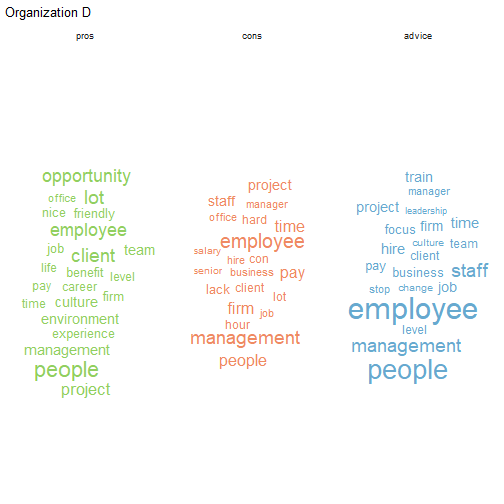 Organization D
pros
cons
advice
opportunity
office
lot
nice
friendly
employee
job
client
team
life
benefit
level
pay
career
time
culture
firm
environment
experience
management
people
project
project
staff
manager
office
hard
time
employee
salary
hire
con
senior
business
pay
lack
client
lot
firm
job
hour
management
people
train
manager
project
leadership
focus
firm
time
hire
culture
team
client
pay
business
staff
stop
change
job
employee
level
management
people